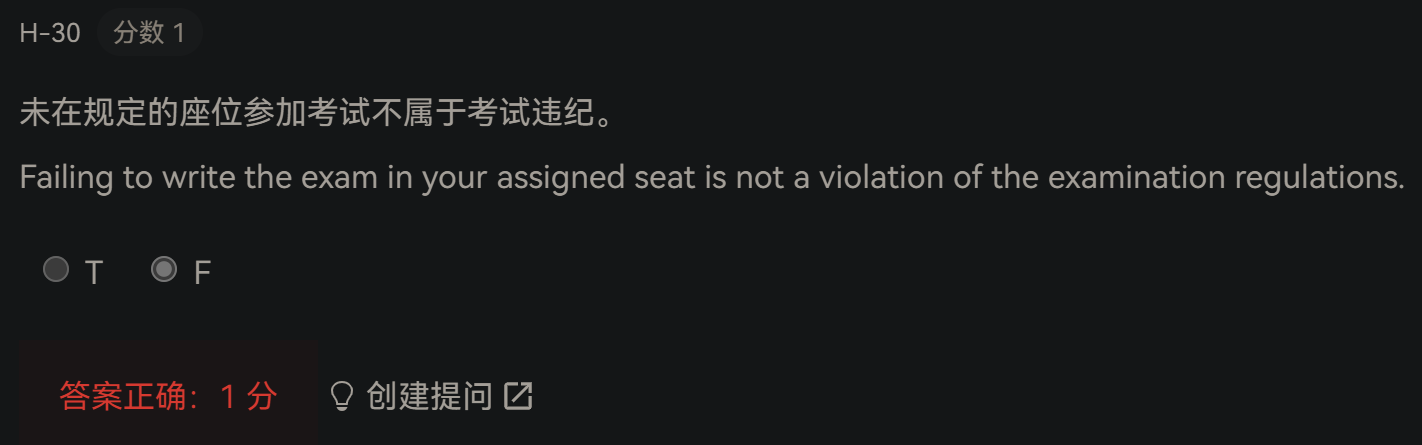 H-30 分数 1
未在规定的座位参加考试不属于考试违纪。
Failing to write the exam in your assigned seat is not a violation of the examination regulations.
T F
答案正确：1 分 创建提问